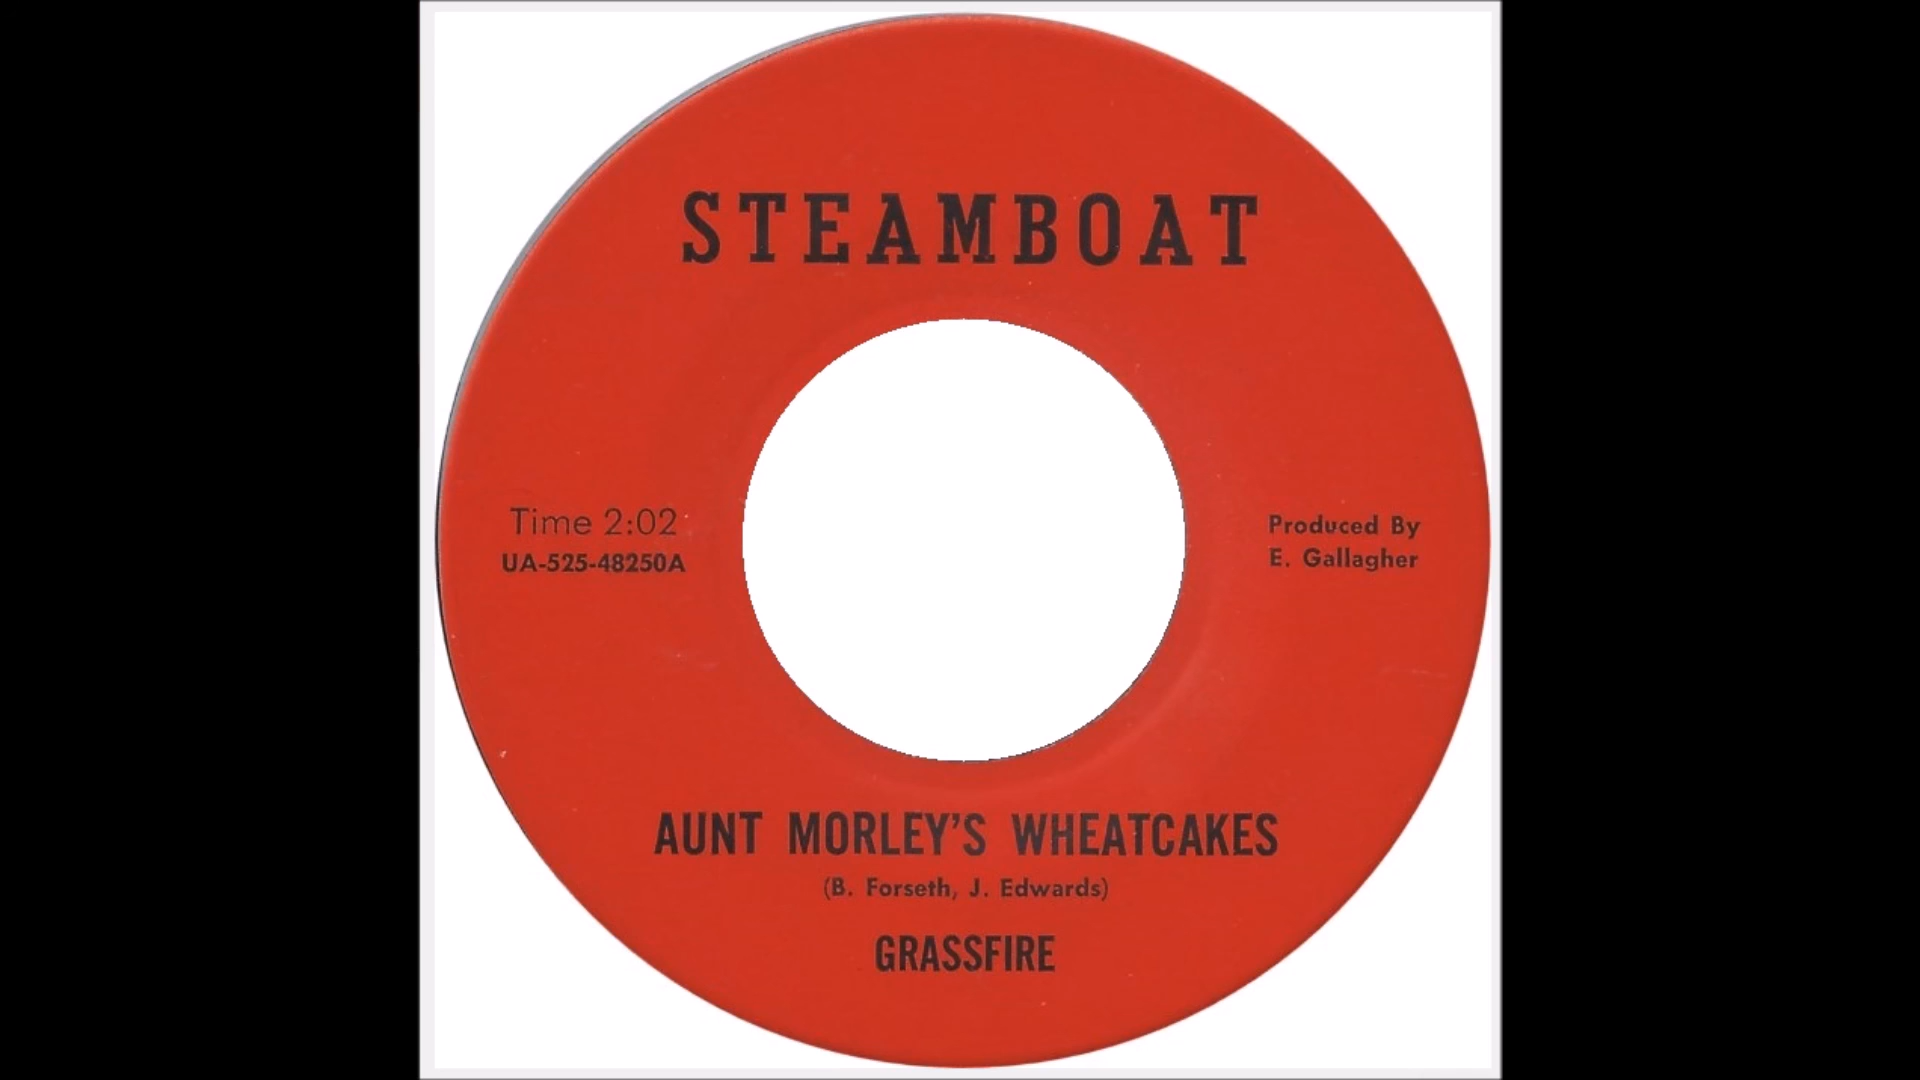 STEAMBOAT
Time 2:02
UA-525-48250A
Produced By
E. Gallagher
AUNT MORLEY'S WHEATCAKES
(B. Forseth, J. Edwards)
GRASSFIRE